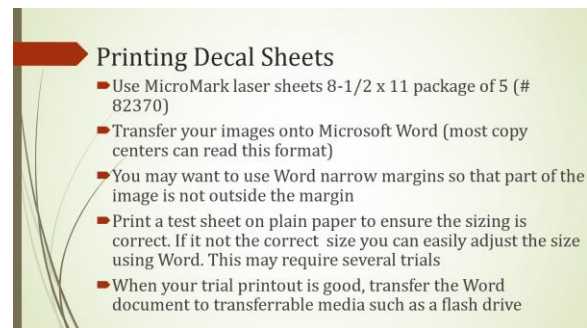 Printing Decal Sheets
Use MicroMark laser sheets 8-1/2 x 11 package of 5 (#
82370)
Transfer your images onto Microsoft Word (most copy
centers can read this format)
You may want to use Word narrow margins so that part of the
image is not outside the margin
Print a test sheet on plain paper to ensure the sizing is
correct. If it not the correct size you can easily adjust the size
using Word. This may require several trials
When your trial printout is good, transfer the Word
document to transferrable media such as a flash drive